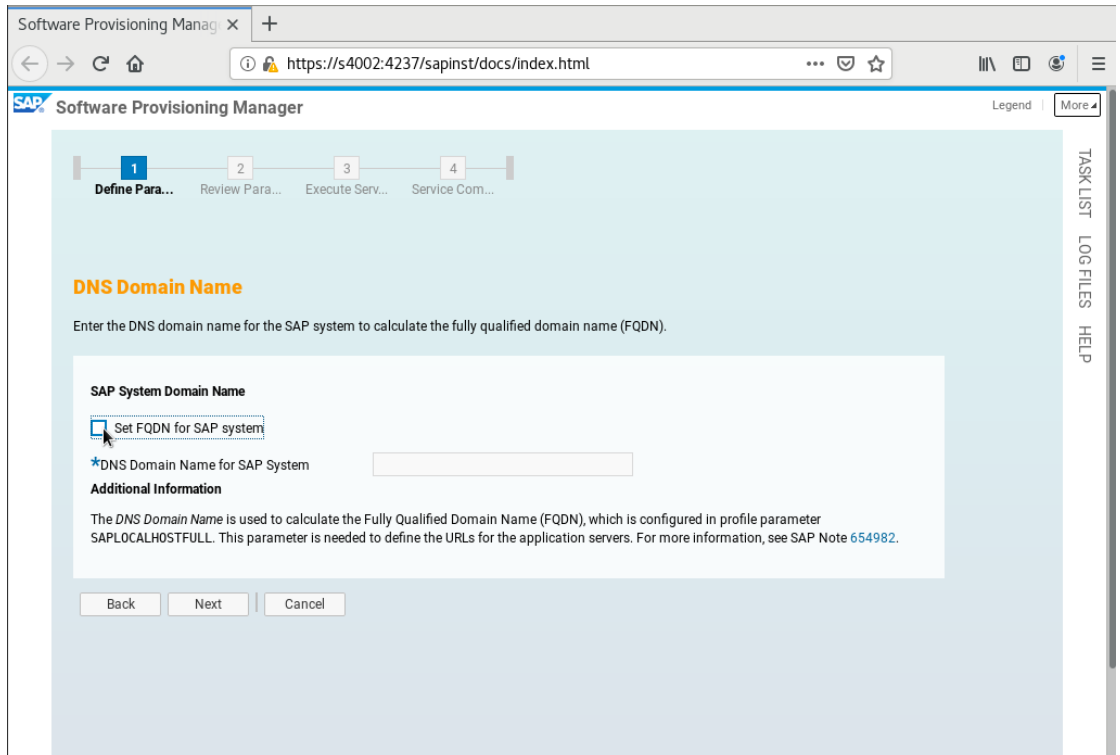 Software Provisioning Manag
https://s4002:4237/sapinst/docs/index.html
SAP Software Provisioning Manager
Legend
More
1 2 3 4
Define Para... Review Para... Execute Serv... Service Com...
TASK LIST
LOG FILES
HELP
DNS Domain Name
Enter the DNS domain name for the SAP system to calculate the fully qualified domain name (FQDN).
SAP System Domain Name
Set FQDN for SAP system
*DNS Domain Name for SAP System
Additional Information
The DNS Domain Name is used to calculate the Fully Qualified Domain Name (FQDN), which is configured in profile parameter
SAPLOCALHOSTFULL. This parameter is needed to define the URLs for the application servers. For more information, see SAP Note 654982.
Back Next Cancel